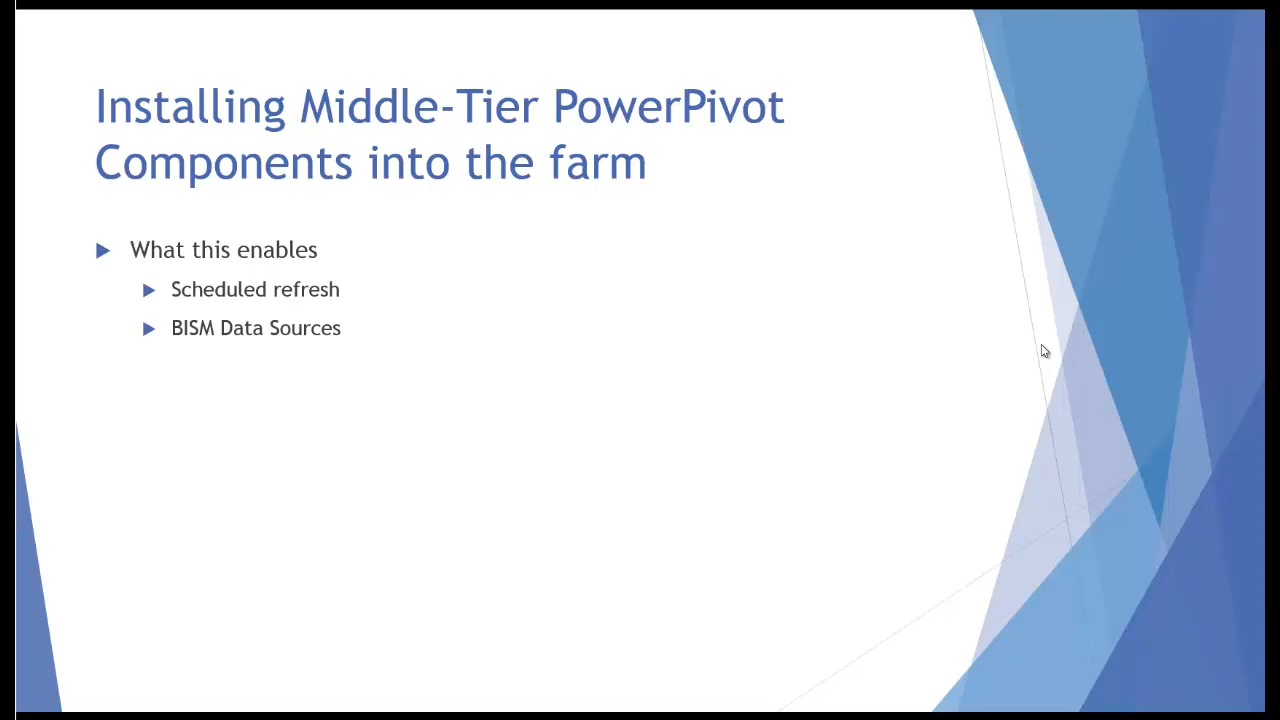 Installing Middle-Tier PowerPivot
Components into the farm
What this enables
Scheduled refresh
BISM Data Sources